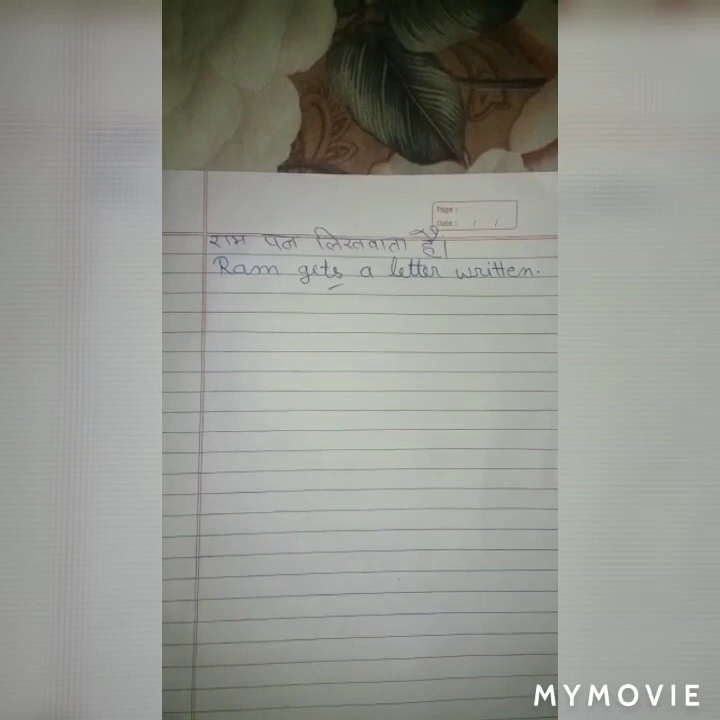 Page :
Date : / /
राम पत्र लिखवाता है।
Ram gets a letter written.
MYMOVIE